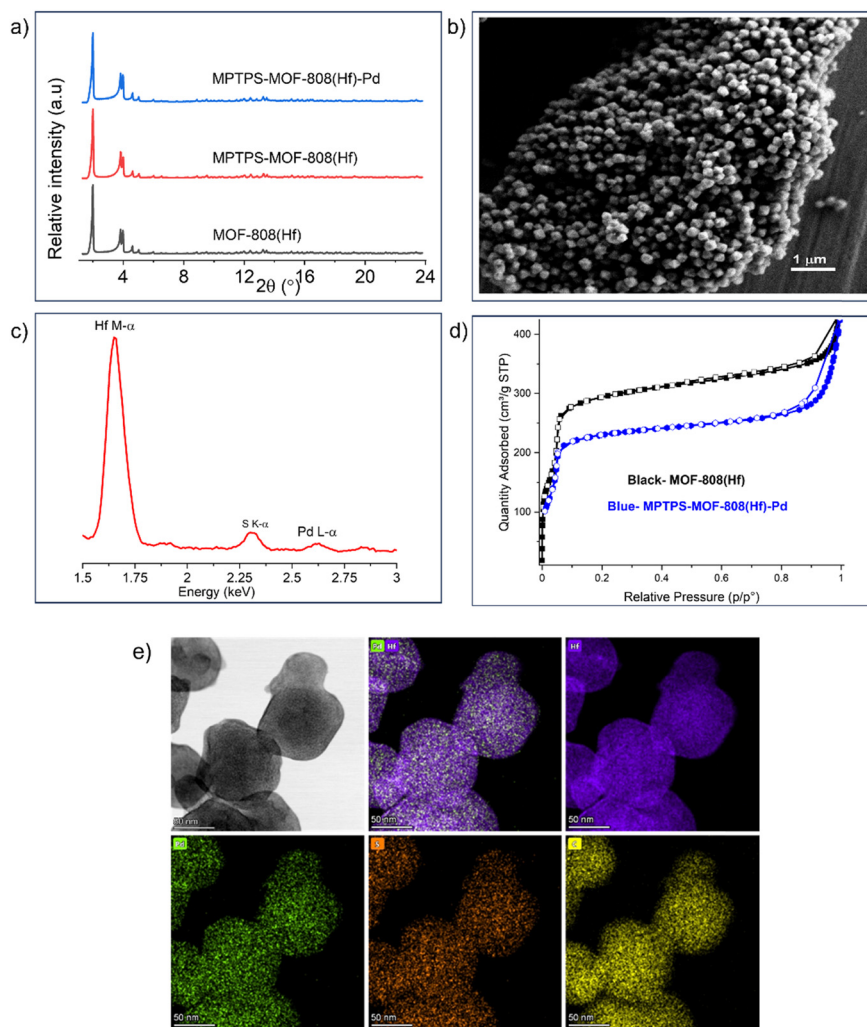 a)
Relative intensity (a.u)
MPTPS-MOF-808(Hf)-Pd
MPTPS-MOF-808(Hf)
MOF-808(Hf)
4 8 12 16 20 24
2θ (°)
b)
1 μm
c)
Hf M-α
S K-α
Pd L-α
1.5 1.75 2 2.25 2.5 2.75 3
Energy (keV)
d)
Quantity Adsorbed (cm³/g STP)
400
300
200
100
Black- MOF-808(Hf)
Blue- MPTPS-MOF-808(Hf)-Pd
0 0.2 0.4 0.6 0.8 1
Relative Pressure (p/p°)
e)
Pd Hf
Hf
50 nm
50 nm
50 nm
Pd
50 nm
50 nm
50 nm